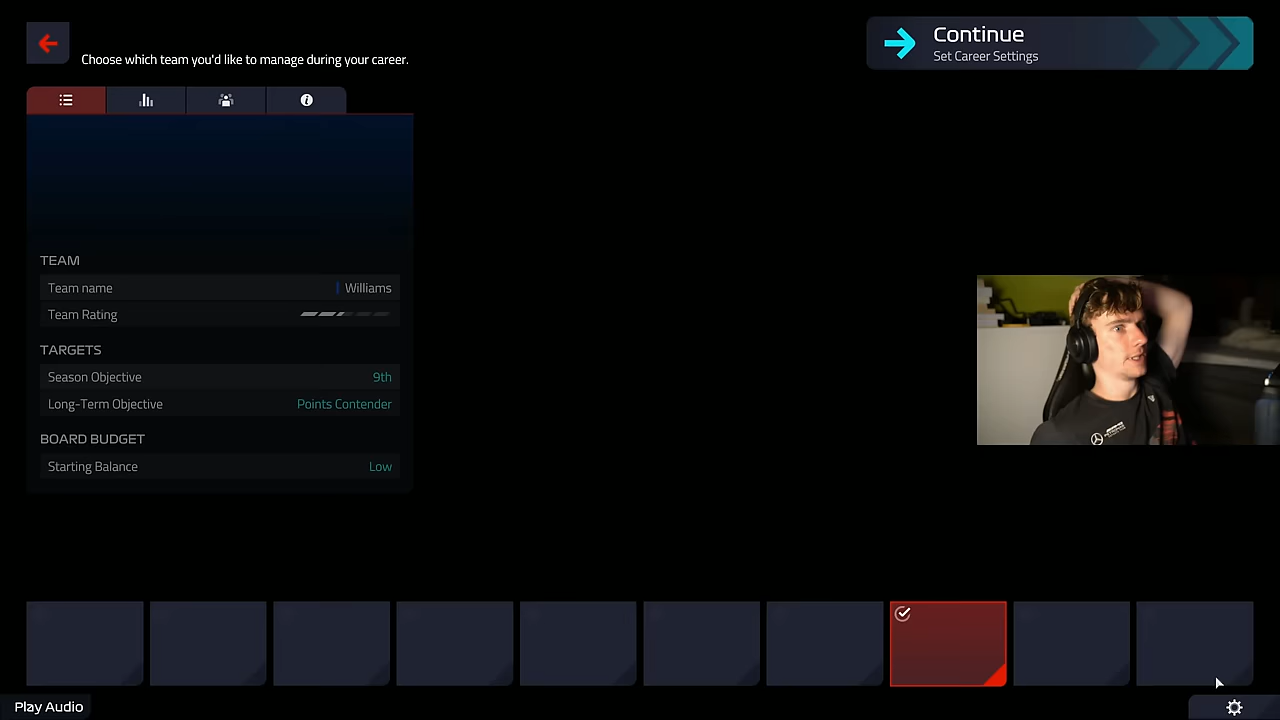 Continue
Set Career Settings
Choose which team you'd like to manage during your career.
TEAM
Team name Williams
Team Rating
TARGETS
Season Objective 9th
Long-Term Objective Points Contender
BOARD BUDGET
Starting Balance Low
Play Audio